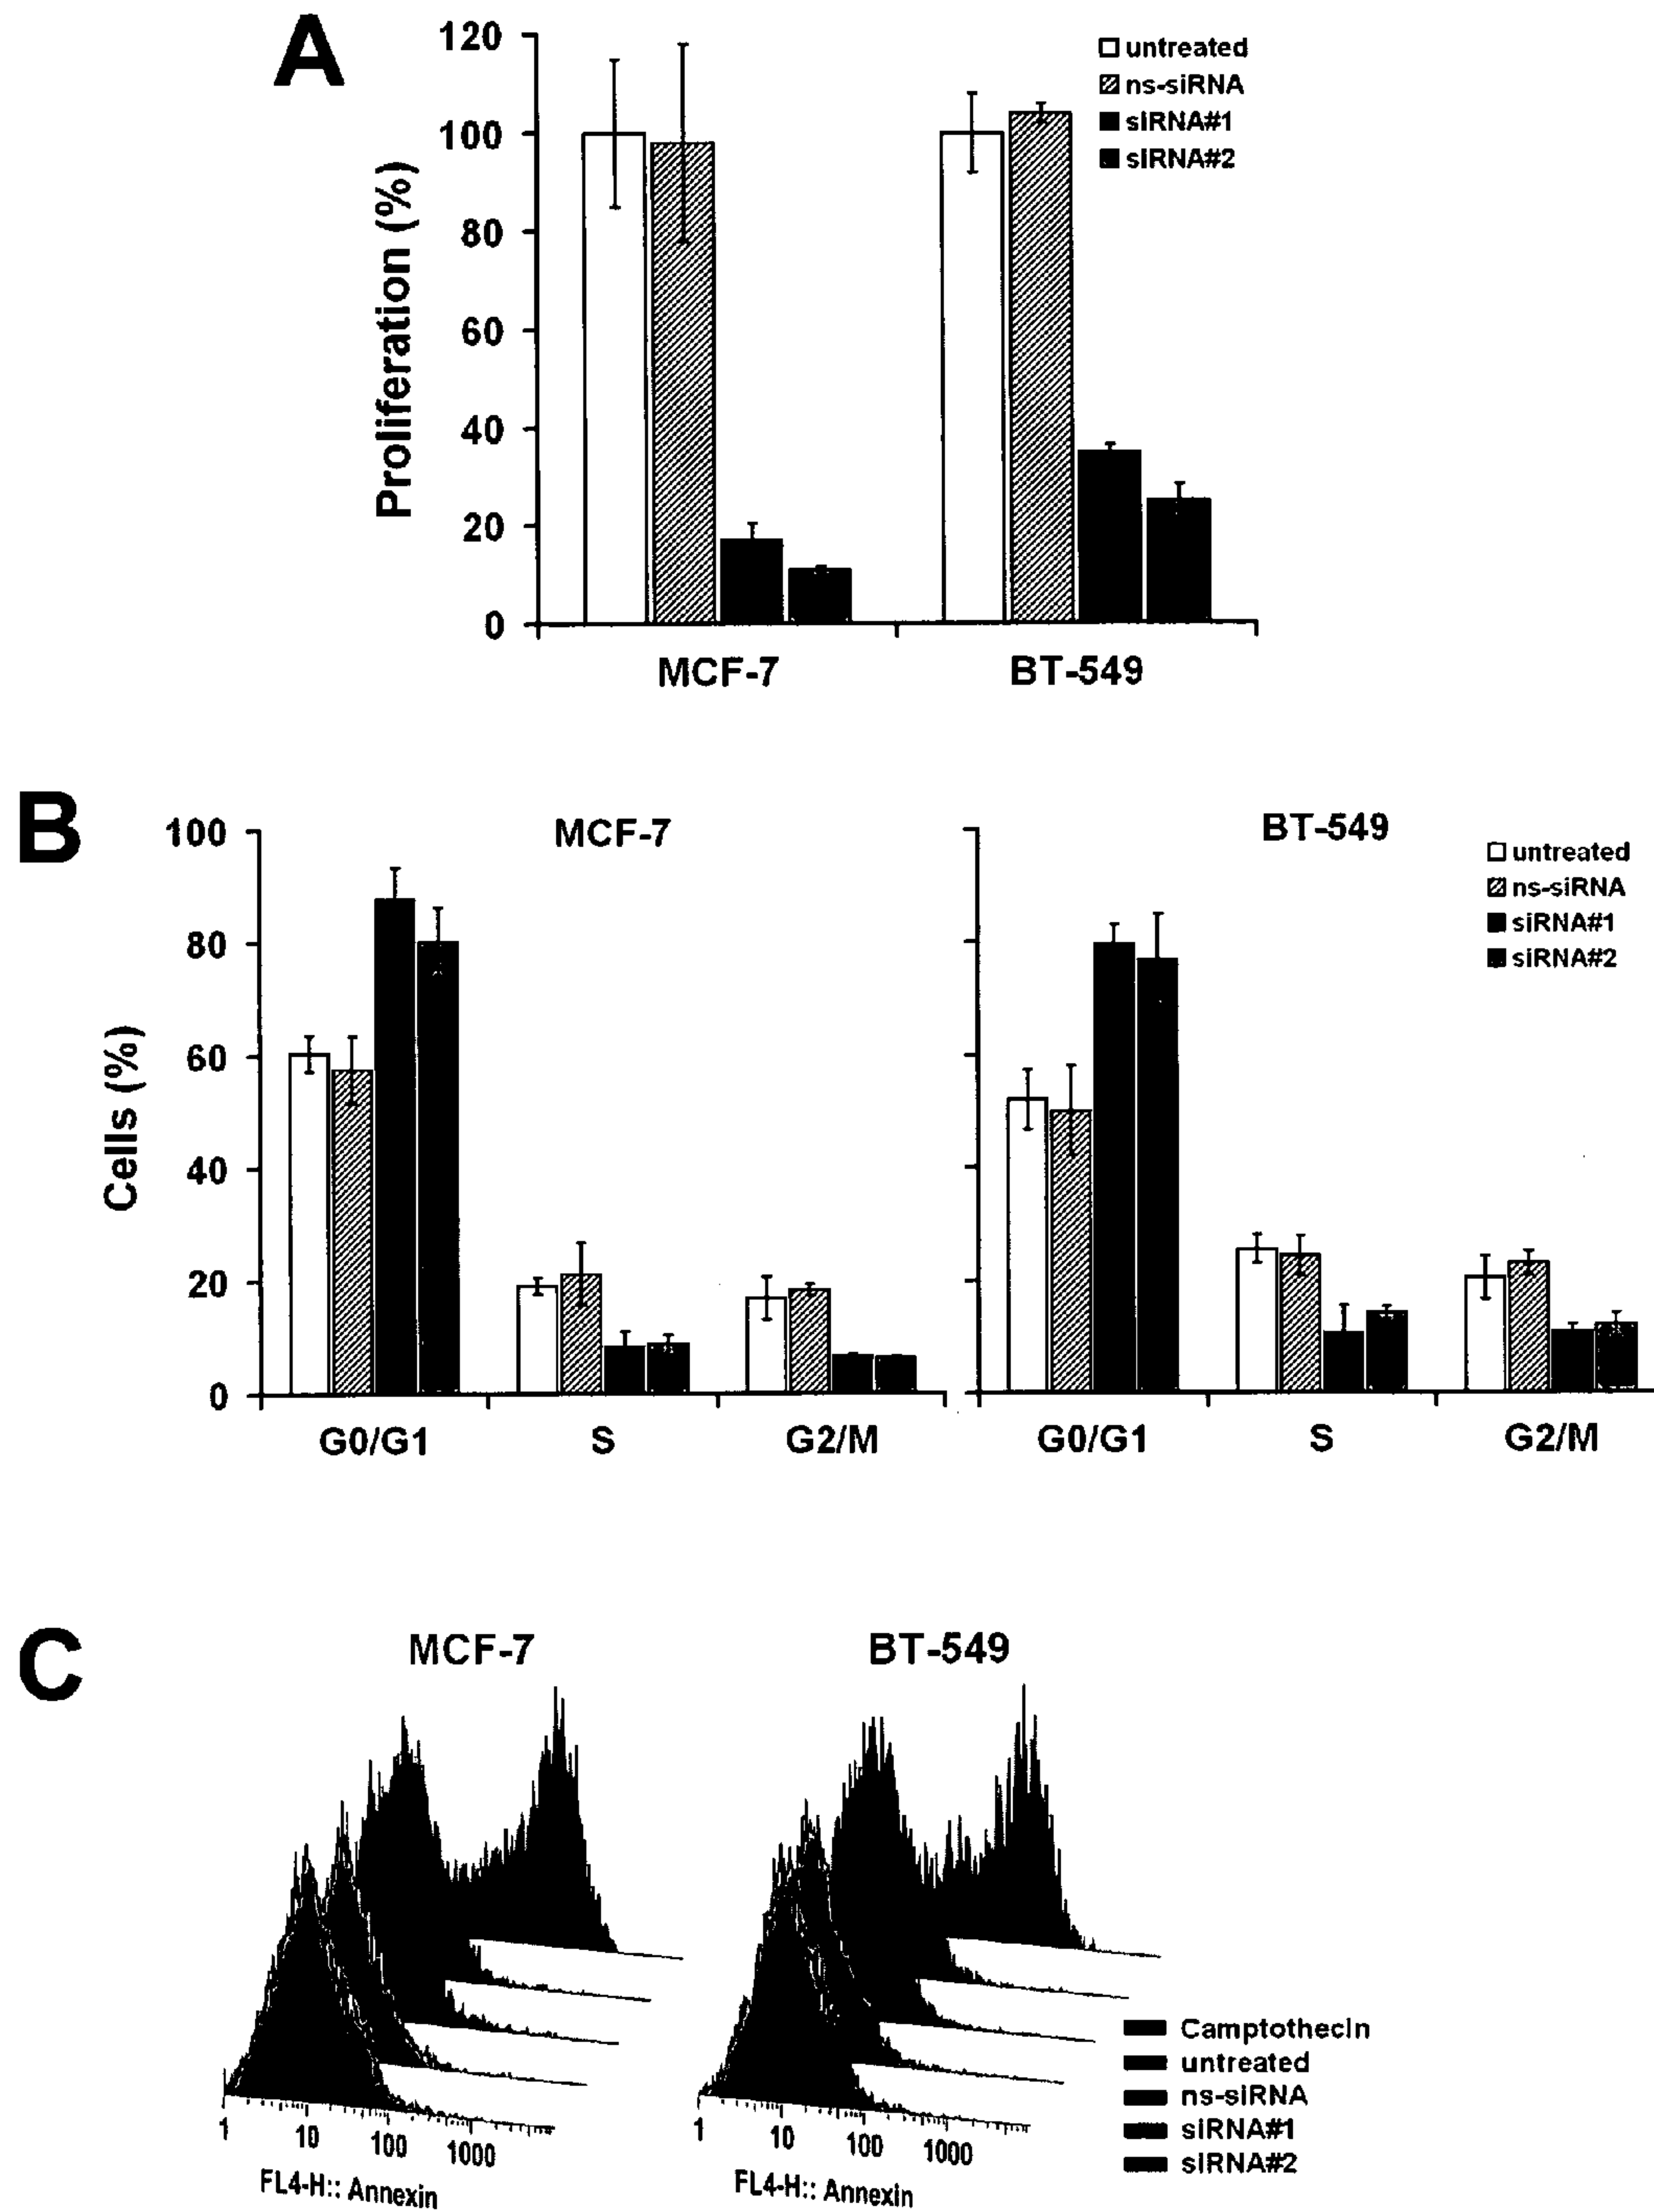 A
120
100
80
60
40
20
0
Proliferation (%)
untreated
ns-siRNA
siRNA#1
siRNA#2
MCF-7
BT-549
B
MCF-7
BT-549
100
80
60
40
20
0
Cells (%)
untreated
ns-siRNA
siRNA#1
siRNA#2
G0/G1
S
G2/M
G0/G1
S
G2/M
C
MCF-7
BT-549
Camptothecin
untreated
ns-siRNA
siRNA#1
siRNA#2
1
10
100
1000
FL4-H:: Annexin
1
10
100
1000
FL4-H:: Annexin